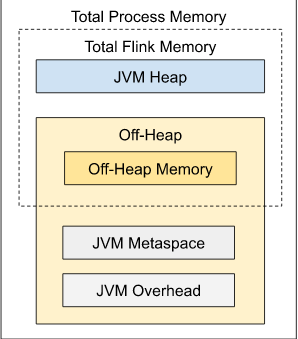 Total Process Memory
Total Flink Memory
JVM Heap
Off-Heap
Off-Heap Memory
JVM Metaspace
JVM Overhead